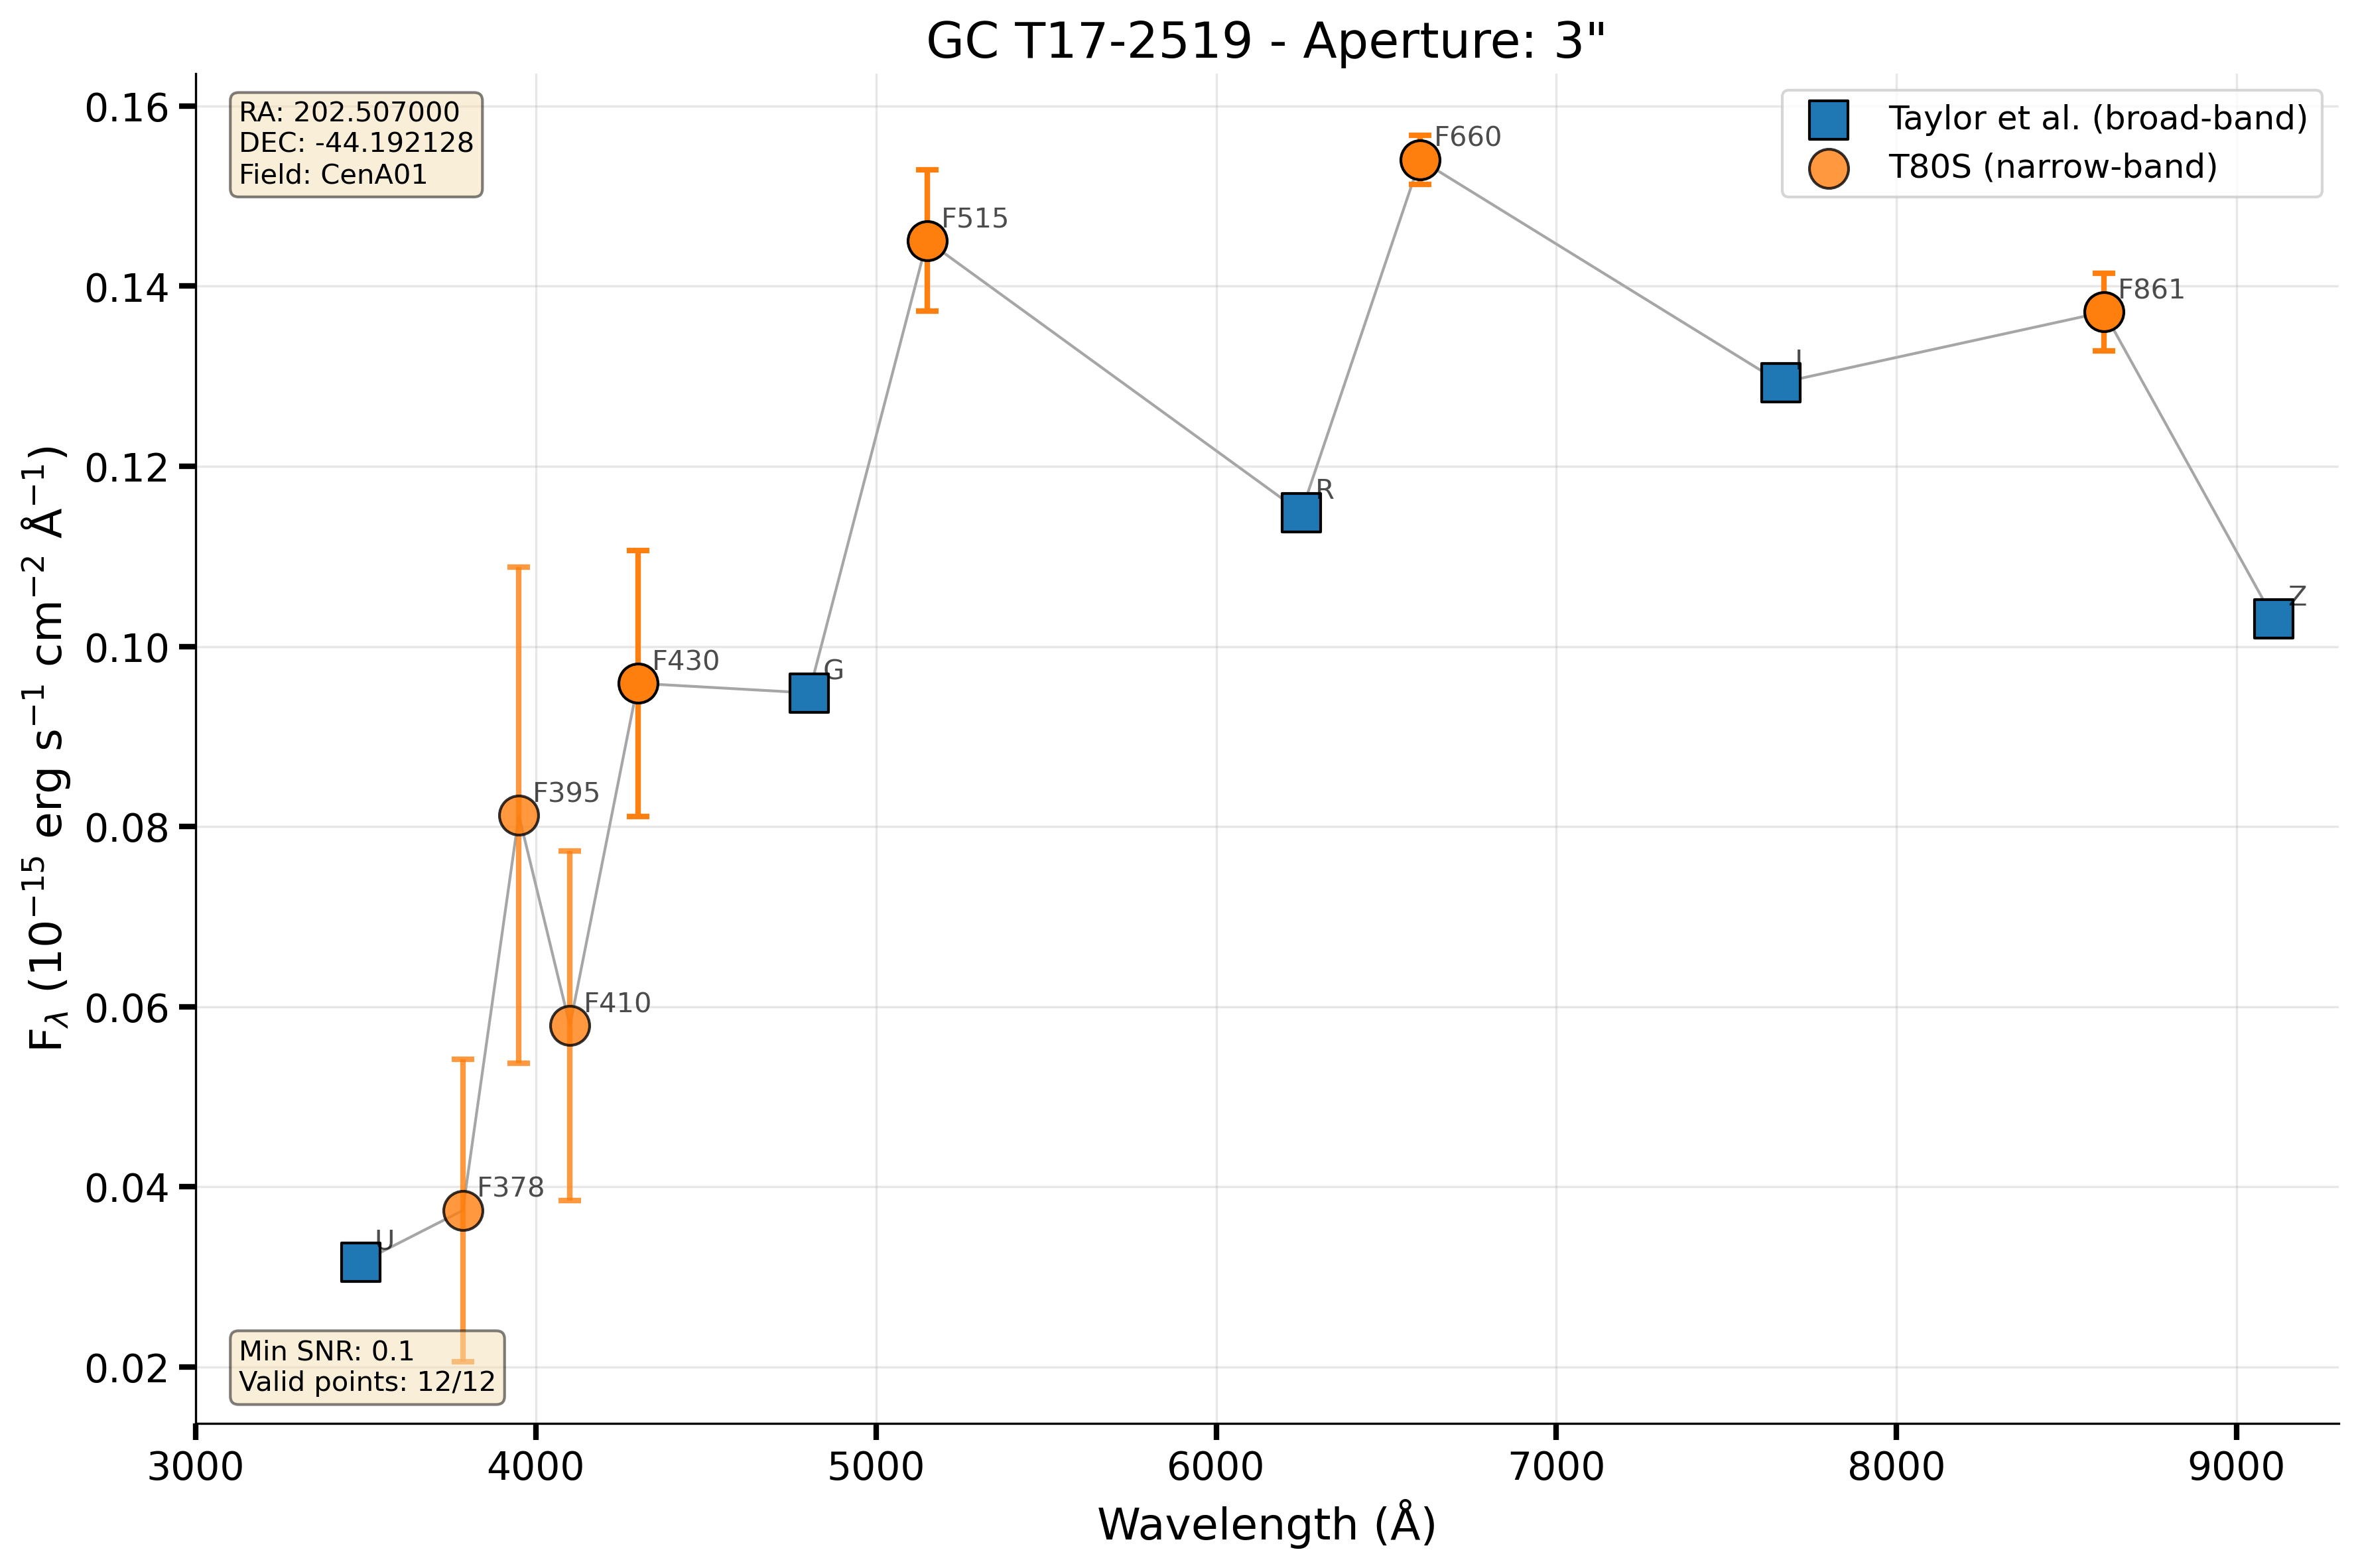 GC T17-2519 - Aperture: 3"
RA: 202.507000
DEC: -44.192128
Field: CenA01
Taylor et al. (broad-band)
T80S (narrow-band)
F660
F515
F861
I
R
Z
F430
G
F395
F410
F378
U
Min SNR: 0.1
Valid points: 12/12
0.16
0.14
0.12
0.10
0.08
0.06
0.04
0.02
F_λ (10⁻¹⁵ erg s⁻¹ cm⁻² Å⁻¹)
3000 4000 5000 6000 7000 8000 9000
Wavelength (Å)